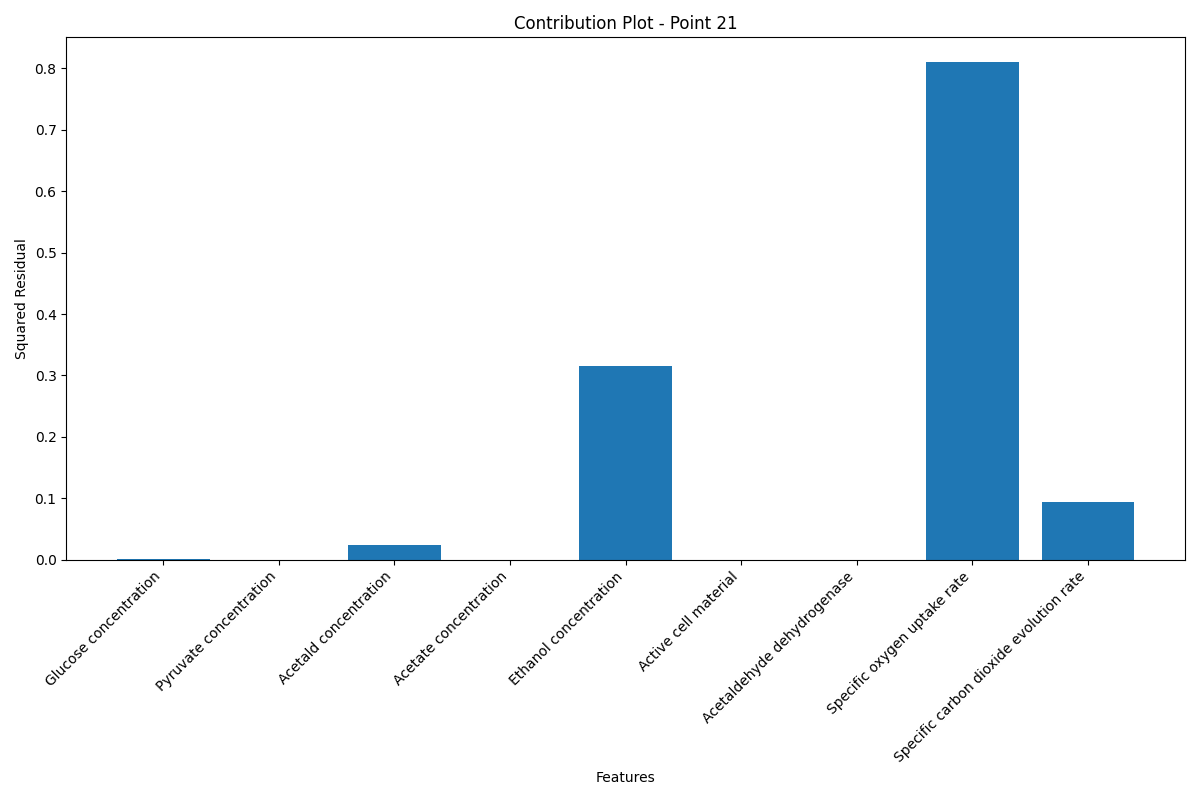 Contribution Plot - Point 21
Squared Residual
0.8
0.7
0.6
0.5
0.4
0.3
0.2
0.1
0.0
Glucose concentration
Pyruvate concentration
Acetald concentration
Acetate concentration
Ethanol concentration
Active cell material
Acetaldehyde dehydrogenase
Specific oxygen uptake rate
Specific carbon dioxide evolution rate
Features